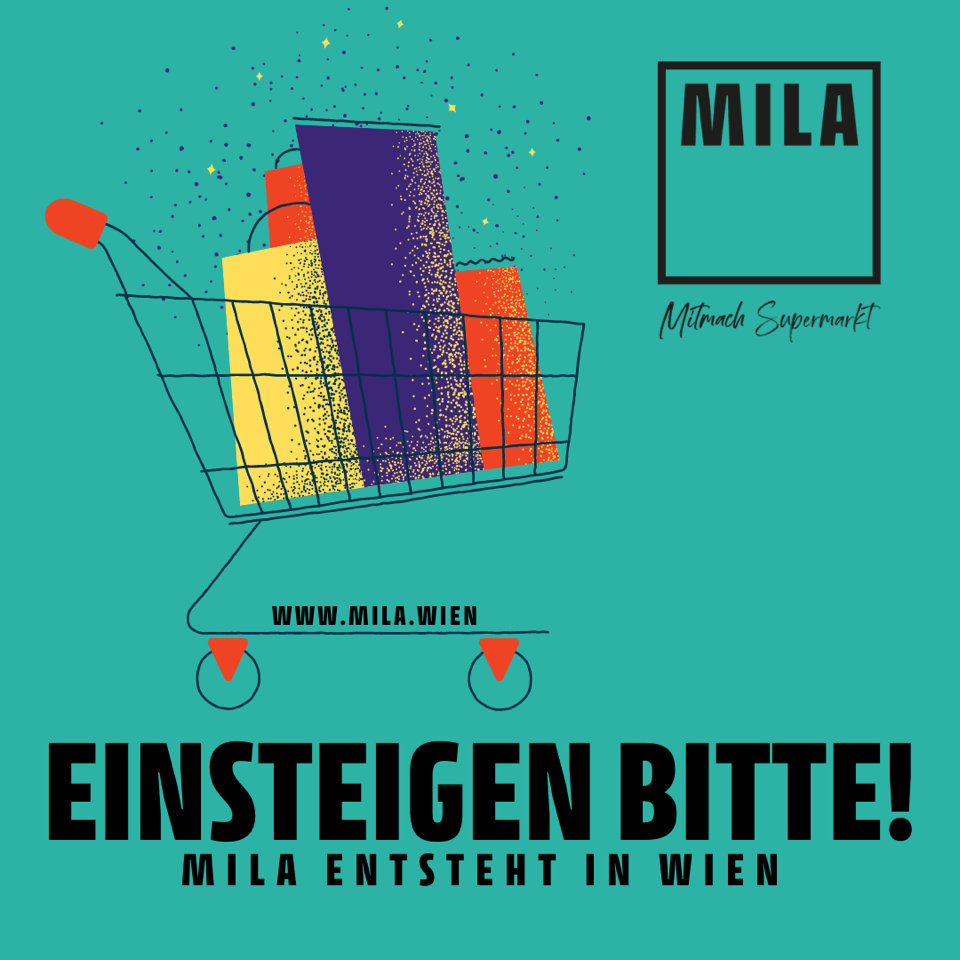 MILA
Mitmach Supermarkt
WWW.MILA.WIEN
EINSTEIGEN BITTE!
MILA ENTSTEHT IN WIEN